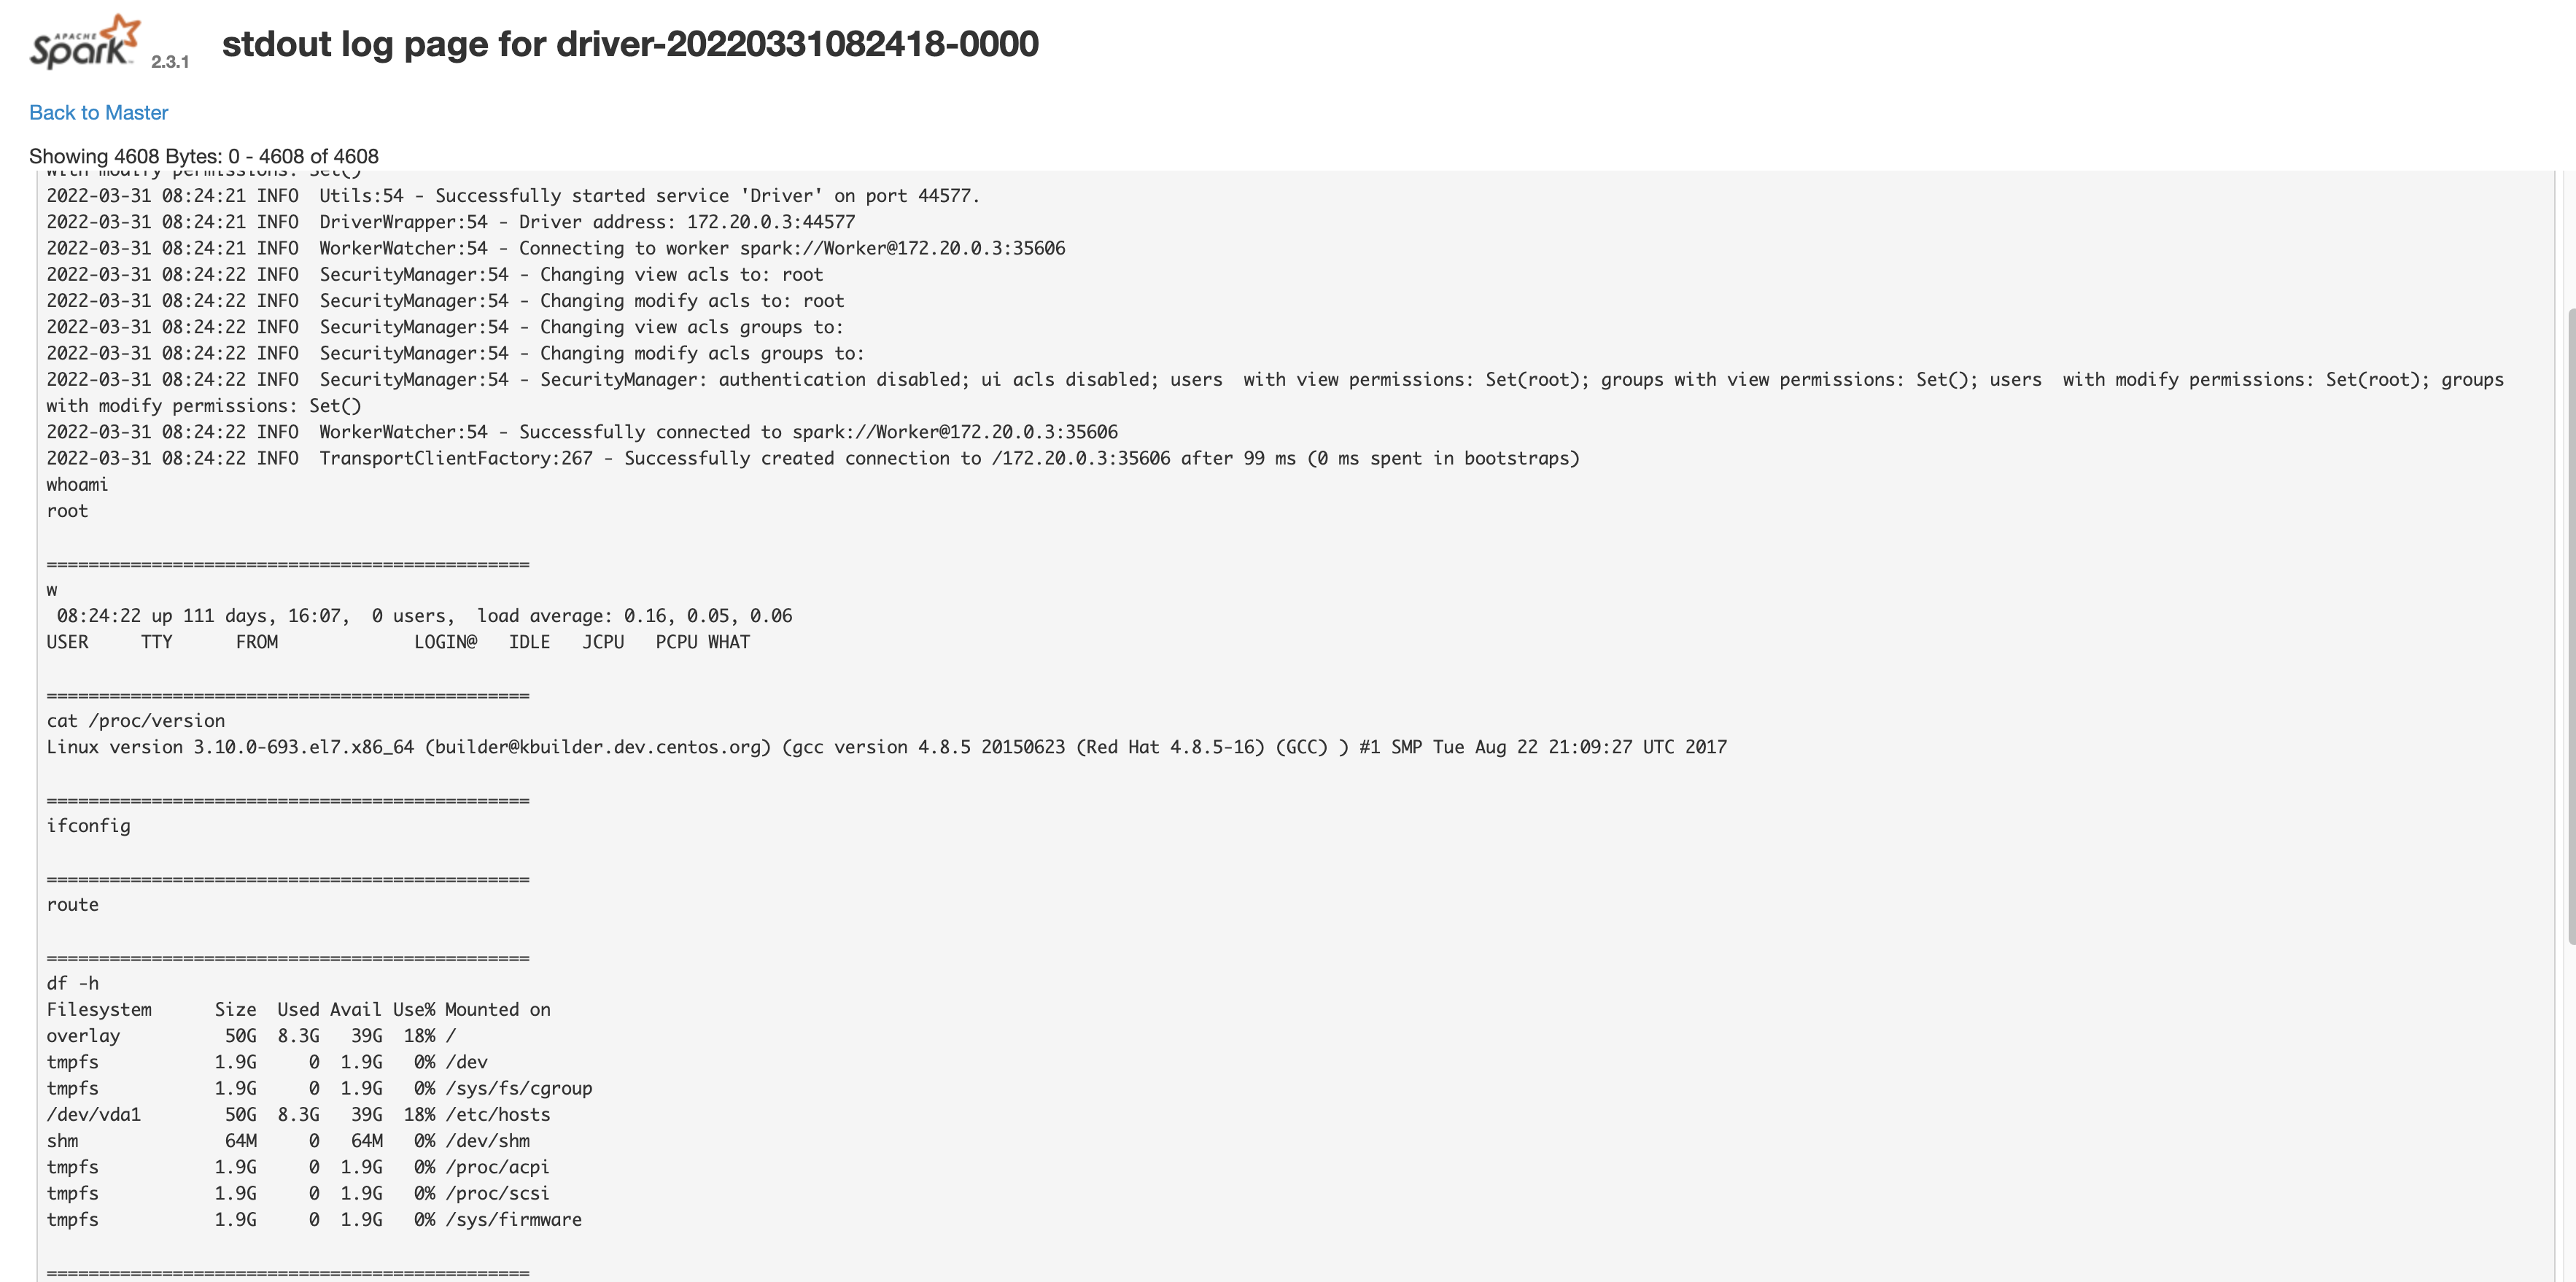 APACHE
Spark 2.3.1 stdout log page for driver-20220331082418-0000
Back to Master
Showing 4608 Bytes: 0 - 4608 of 4608
with modify permissions: Set()
2022-03-31 08:24:21 INFO  Utils:54 - Successfully started service 'Driver' on port 44577.
2022-03-31 08:24:21 INFO  DriverWrapper:54 - Driver address: 172.20.0.3:44577
2022-03-31 08:24:21 INFO  WorkerWatcher:54 - Connecting to worker spark://Worker@172.20.0.3:35606
2022-03-31 08:24:22 INFO  SecurityManager:54 - Changing view acls to: root
2022-03-31 08:24:22 INFO  SecurityManager:54 - Changing modify acls to: root
2022-03-31 08:24:22 INFO  SecurityManager:54 - Changing view acls groups to:
2022-03-31 08:24:22 INFO  SecurityManager:54 - Changing modify acls groups to:
2022-03-31 08:24:22 INFO  SecurityManager:54 - SecurityManager: authentication disabled; ui acls disabled; users  with view permissions: Set(root); groups with view permissions: Set(); users  with modify permissions: Set(root); groups
with modify permissions: Set()
2022-03-31 08:24:22 INFO  WorkerWatcher:54 - Successfully connected to spark://Worker@172.20.0.3:35606
2022-03-31 08:24:22 INFO  TransportClientFactory:267 - Successfully created connection to /172.20.0.3:35606 after 99 ms (0 ms spent in bootstraps)
whoami
root
==============================================
w
 08:24:22 up 111 days, 16:07,  0 users,  load average: 0.16, 0.05, 0.06
USER     TTY      FROM             LOGIN@   IDLE   JCPU   PCPU WHAT
==============================================
cat /proc/version
Linux version 3.10.0-693.el7.x86_64 (builder@kbuilder.dev.centos.org) (gcc version 4.8.5 20150623 (Red Hat 4.8.5-16) (GCC) ) #1 SMP Tue Aug 22 21:09:27 UTC 2017
==============================================
ifconfig
==============================================
route
==============================================
df -h
Filesystem      Size  Used Avail Use% Mounted on
overlay          50G  8.3G   39G  18% /
tmpfs           1.9G     0  1.9G   0% /dev
tmpfs           1.9G     0  1.9G   0% /sys/fs/cgroup
/dev/vda1        50G  8.3G   39G  18% /etc/hosts
shm              64M     0   64M   0% /dev/shm
tmpfs           1.9G     0  1.9G   0% /proc/acpi
tmpfs           1.9G     0  1.9G   0% /proc/scsi
tmpfs           1.9G     0  1.9G   0% /sys/firmware
==============================================